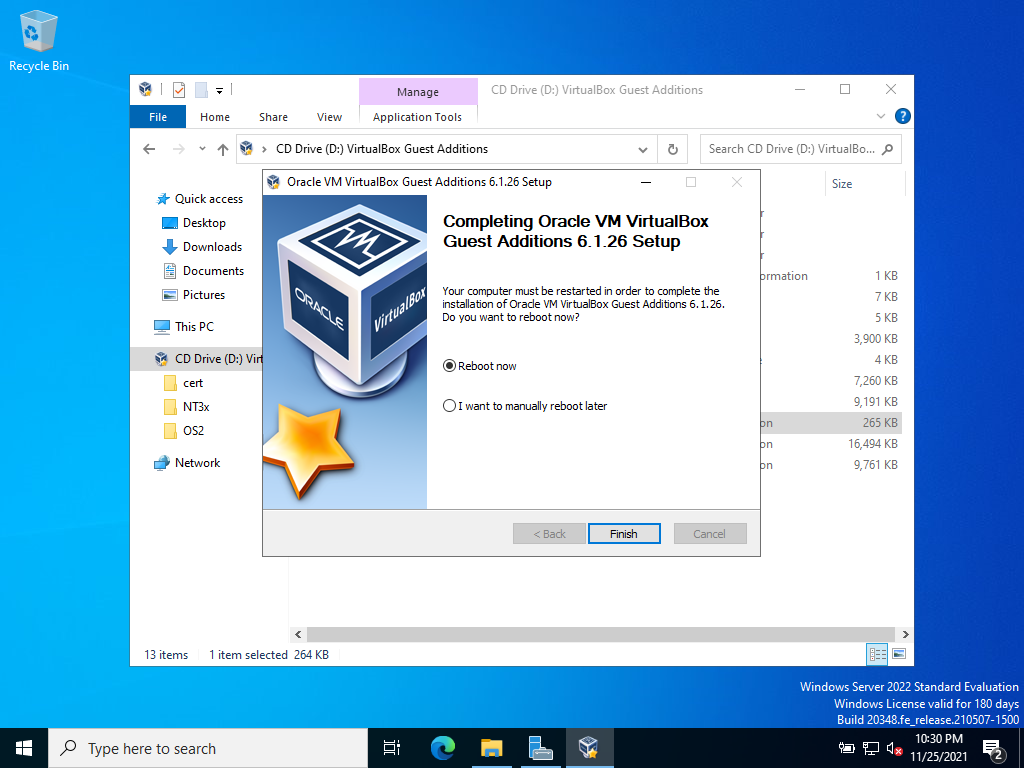 Recycle Bin
Manage
CD Drive (D:) VirtualBox Guest Additions
File
Home
Share
View
Application Tools
?
CD Drive (D:) VirtualBox Guest Additions
Search CD Drive (D:) VirtualBo...
Size
Quick access
Desktop
Downloads
Documents
Pictures
This PC
CD Drive (D:) Virt
cert
NT3x
OS2
Network
1 KB
7 KB
5 KB
3,900 KB
4 KB
7,260 KB
9,191 KB
265 KB
16,494 KB
9,761 KB
Oracle VM VirtualBox Guest Additions 6.1.26 Setup
ORACLE
VirtualBox
Completing Oracle VM VirtualBox
Guest Additions 6.1.26 Setup
Your computer must be restarted in order to complete the
installation of Oracle VM VirtualBox Guest Additions 6.1.26.
Do you want to reboot now?
Reboot now
I want to manually reboot later
< Back
Finish
Cancel
13 items
1 item selected 264 KB
Windows Server 2022 Standard Evaluation
Windows License valid for 180 days
Build 20348.fe_release.210507-1500
Type here to search
10:30 PM
11/25/2021
2